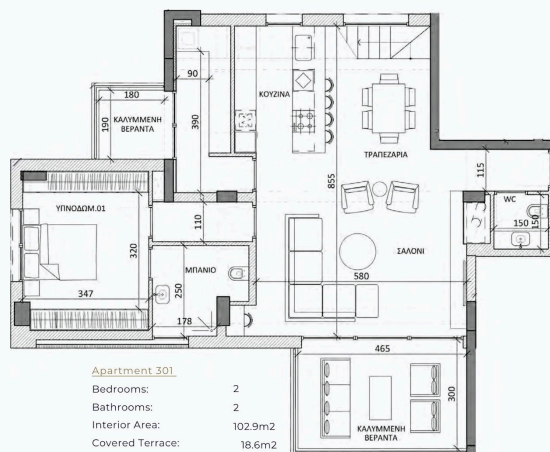 90
ΚΟΥΖΙΝΑ
180
ΚΑΛΥΜΜΕΝΗ
ΒΕΡΑΝΤΑ
190
390
ΤΡΑΠΕΖΑΡΙΑ
855
115
ΥΠΝΟΔΩΜ.01
110
WC
150
150
320
ΜΠΑΝΙΟ
ΣΑΛΟΝΙ
580
347
250
178
465
300
ΚΑΛΥΜΜΕΝΗ
ΒΕΡΑΝΤΑ
Apartment 301
Bedrooms: 2
Bathrooms: 2
Interior Area: 102.9m2
Covered Terrace: 18.6m2